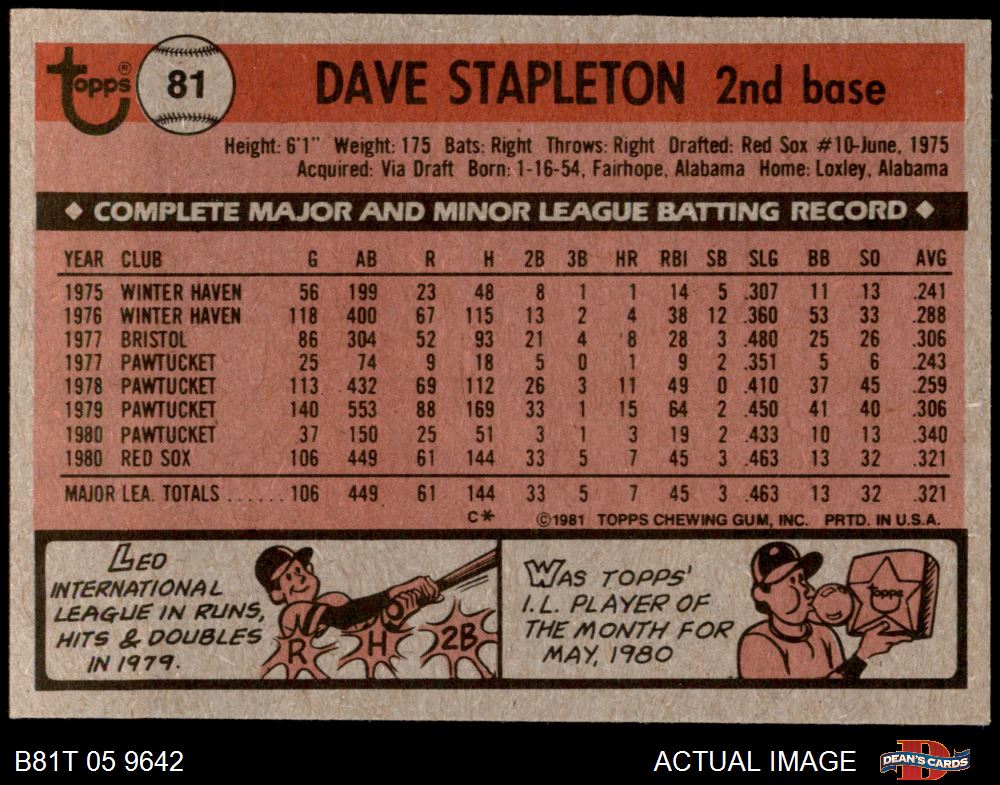 topps® 81 DAVE STAPLETON 2nd base
Height: 6'1" Weight: 175 Bats: Right Throws: Right Drafted: Red Sox #10-June, 1975
Acquired: Via Draft Born: 1-16-54, Fairhope, Alabama Home: Loxley, Alabama
◆ COMPLETE MAJOR AND MINOR LEAGUE BATTING RECORD ◆
YEAR CLUB G AB R H 2B 3B HR RBI SB SLG BB SO AVG
1975 WINTER HAVEN 56 199 23 48 8 1 1 14 5 .307 11 13 .241
1976 WINTER HAVEN 118 400 67 115 13 2 4 38 12 .360 53 33 .288
1977 BRISTOL 86 304 52 93 21 4 8 28 3 .480 25 26 .306
1977 PAWTUCKET 25 74 9 18 5 0 1 9 2 .351 5 6 .243
1978 PAWTUCKET 113 432 69 112 26 3 11 49 0 .410 37 45 .259
1979 PAWTUCKET 140 553 88 169 33 1 15 64 2 .450 41 40 .306
1980 PAWTUCKET 37 150 25 51 3 1 3 19 2 .433 10 13 .340
1980 RED SOX 106 449 61 144 33 5 7 45 3 .463 13 32 .321
MAJOR LEA. TOTALS ...... 106 449 61 144 33 5 7 45 3 .463 13 32 .321
C* ©1981 TOPPS CHEWING GUM, INC. PRTD. IN U.S.A.
LED
INTERNATIONAL
LEAGUE IN RUNS,
HITS & DOUBLES
IN 1979.
R H 2B
WAS TOPPS'
I.L. PLAYER OF
THE MONTH FOR
MAY, 1980
Topps
B81T 05 9642 ACTUAL IMAGE D DEAN'S CARDS